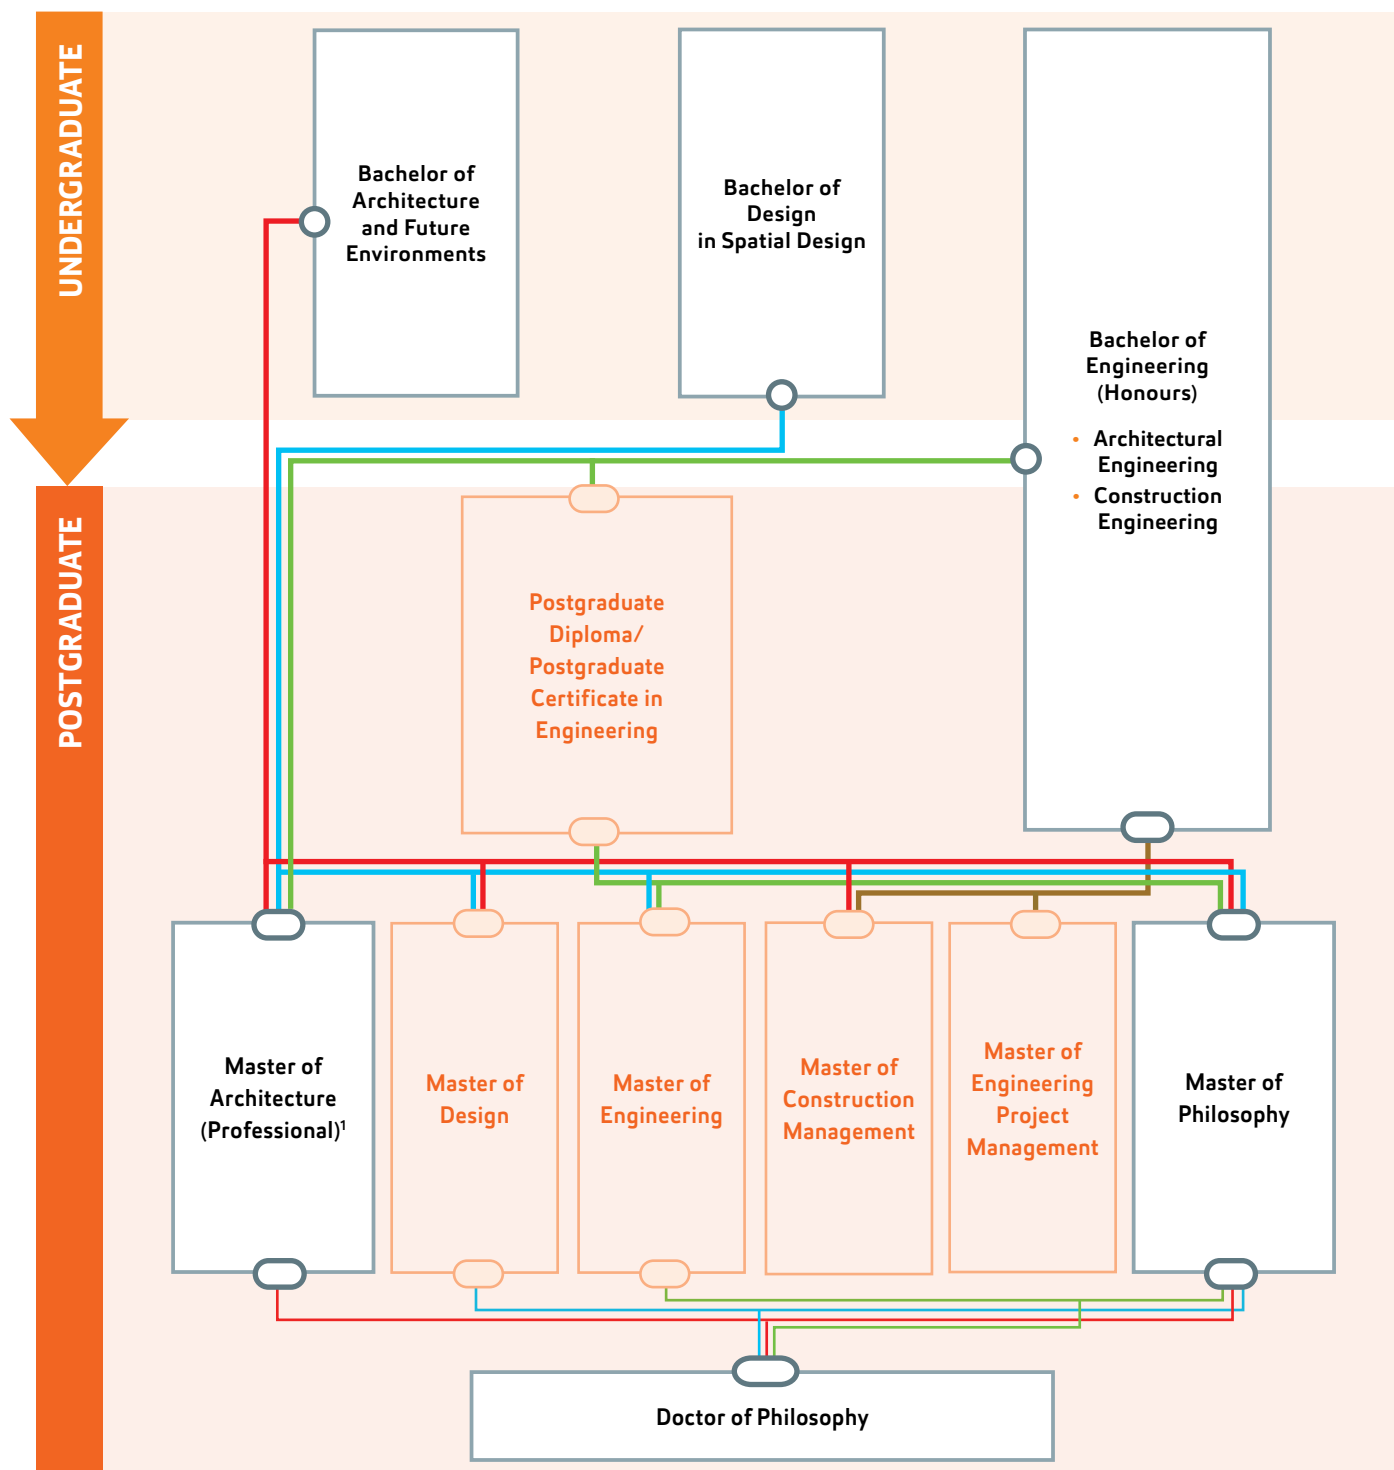 UNDERGRADUATE
Bachelor of
Architecture
and Future
Environments
Bachelor of
Design
in Spatial Design
Bachelor of
Engineering
(Honours)
• Architectural
Engineering
• Construction
Engineering
POSTGRADUATE
Postgraduate
Diploma/
Postgraduate
Certificate in
Engineering
Master of
Architecture
(Professional)¹
Master of
Design
Master of
Engineering
Master of
Construction
Management
Master of
Engineering
Project
Management
Master of
Philosophy
Doctor of Philosophy